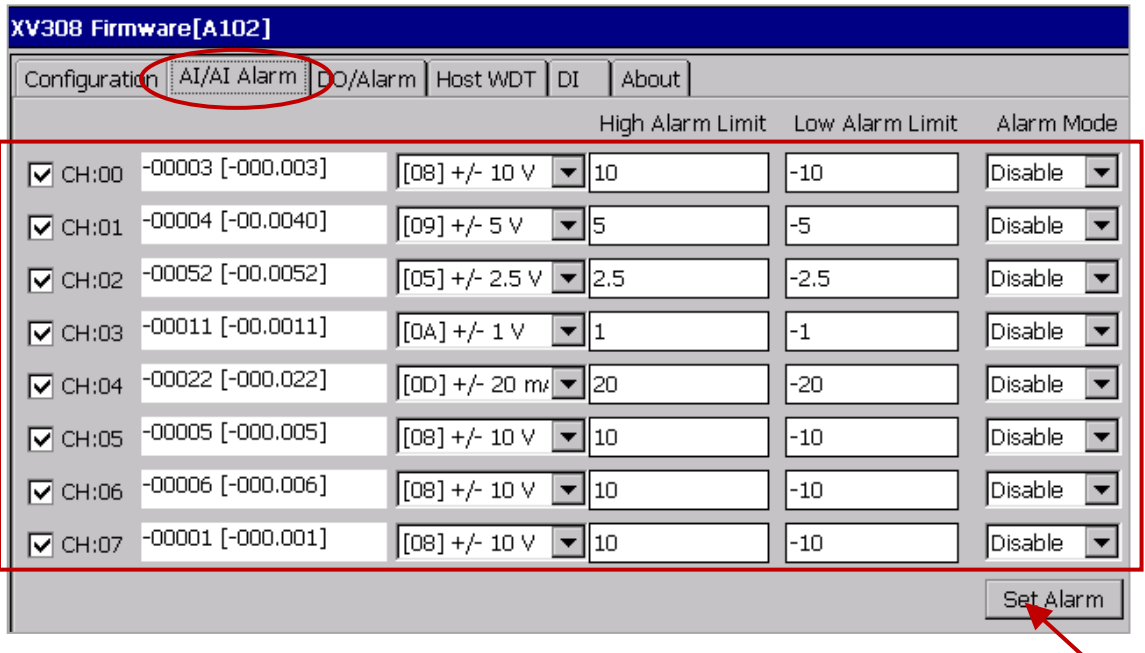 XV308 Firmware[A102]
Configuration AI/AI Alarm DO/Alarm Host WDT DI About
High Alarm Limit Low Alarm Limit Alarm Mode
CH:00 -00003 [-000.003] [08] +/- 10 V 10 -10 Disable
CH:01 -00004 [-00.0040] [09] +/- 5 V 5 -5 Disable
CH:02 -00052 [-00.0052] [05] +/- 2.5 V 2.5 -2.5 Disable
CH:03 -00011 [-00.0011] [0A] +/- 1 V 1 -1 Disable
CH:04 -00022 [-000.022] [0D] +/- 20 m 20 -20 Disable
CH:05 -00005 [-000.005] [08] +/- 10 V 10 -10 Disable
CH:06 -00006 [-000.006] [08] +/- 10 V 10 -10 Disable
CH:07 -00001 [-000.001] [08] +/- 10 V 10 -10 Disable
Set Alarm